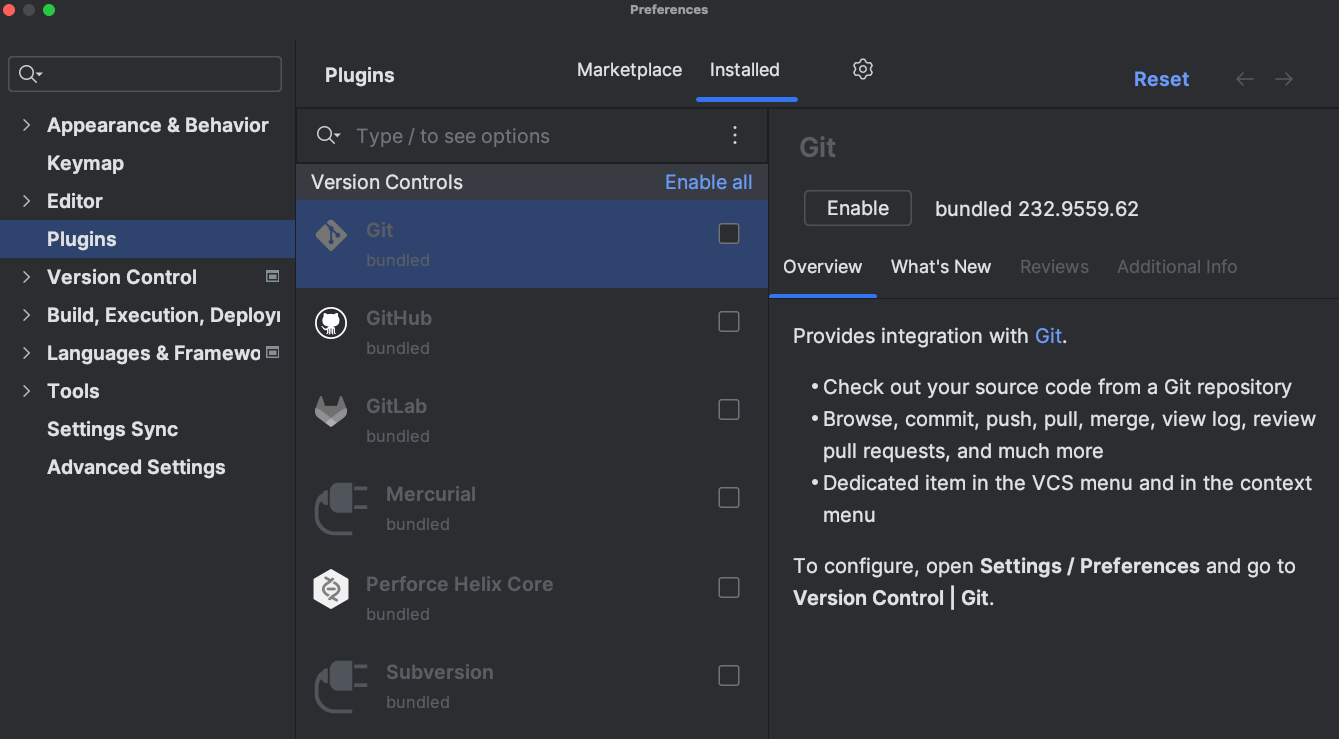 Preferences
Appearance & Behavior
Keymap
Editor
Plugins
Version Control
Build, Execution, Deploy
Languages & Framewo
Tools
Settings Sync
Advanced Settings
Plugins
Marketplace
Installed
Reset
Type / to see options
Version Controls
Enable all
Git
bundled
GitHub
bundled
GitLab
bundled
Mercurial
bundled
Perforce Helix Core
bundled
Subversion
bundled
Git
Enable
bundled 232.9559.62
Overview
What's New
Reviews
Additional Info
Provides integration with Git.
• Check out your source code from a Git repository
• Browse, commit, push, pull, merge, view log, review
pull requests, and much more
• Dedicated item in the VCS menu and in the context
menu
To configure, open Settings / Preferences and go to
Version Control | Git.